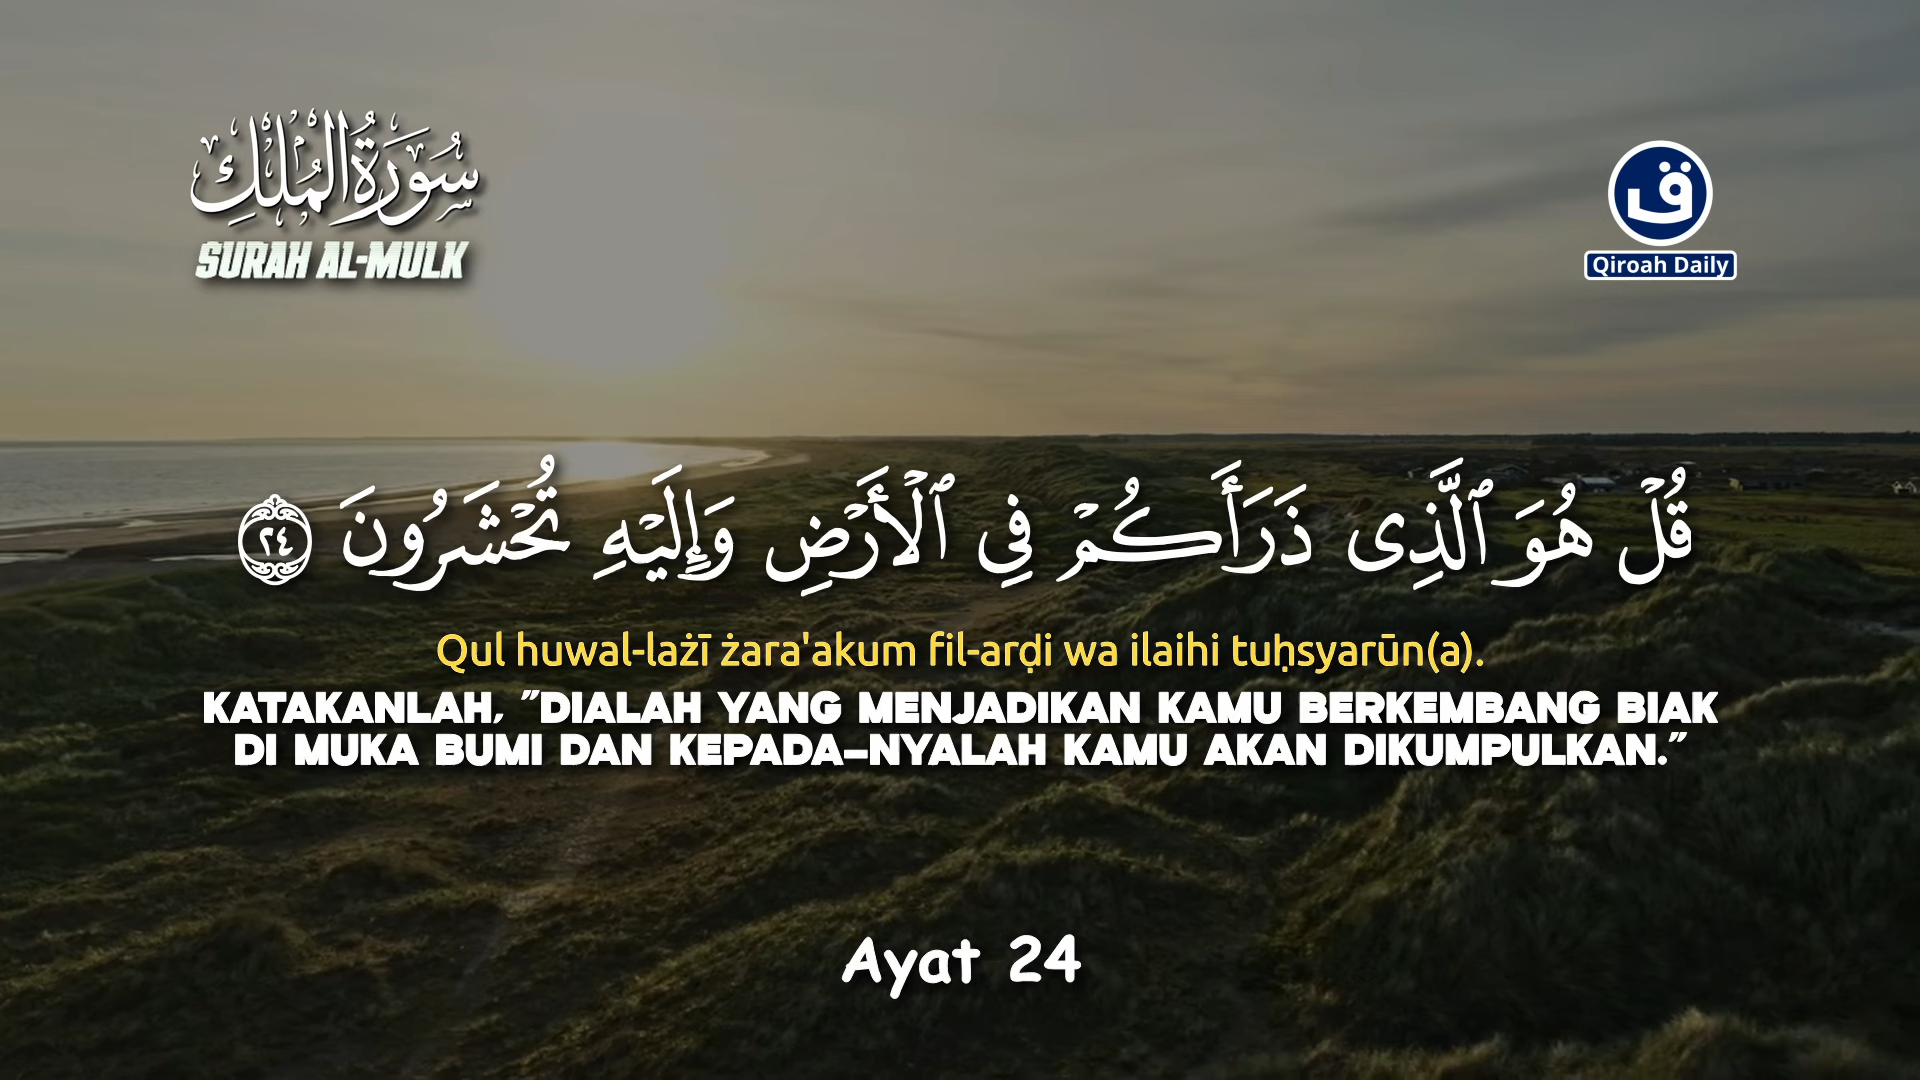 سُورَةُ الْمُلْكِ
SURAH AL-MULK
ق
Qiroah Daily
قُلْ هُوَ ٱلَّذِى ذَرَأَكُمْ فِى ٱلْأَرْضِ وَإِلَيْهِ تُحْشَرُونَ ٢٤
Qul huwal-lażī żara'akum fil-arḍi wa ilaihi tuḥsyarūn(a).
KATAKANLAH, "DIALAH YANG MENJADIKAN KAMU BERKEMBANG BIAK
DI MUKA BUMI DAN KEPADA-NYALAH KAMU AKAN DIKUMPULKAN."
Ayat 24